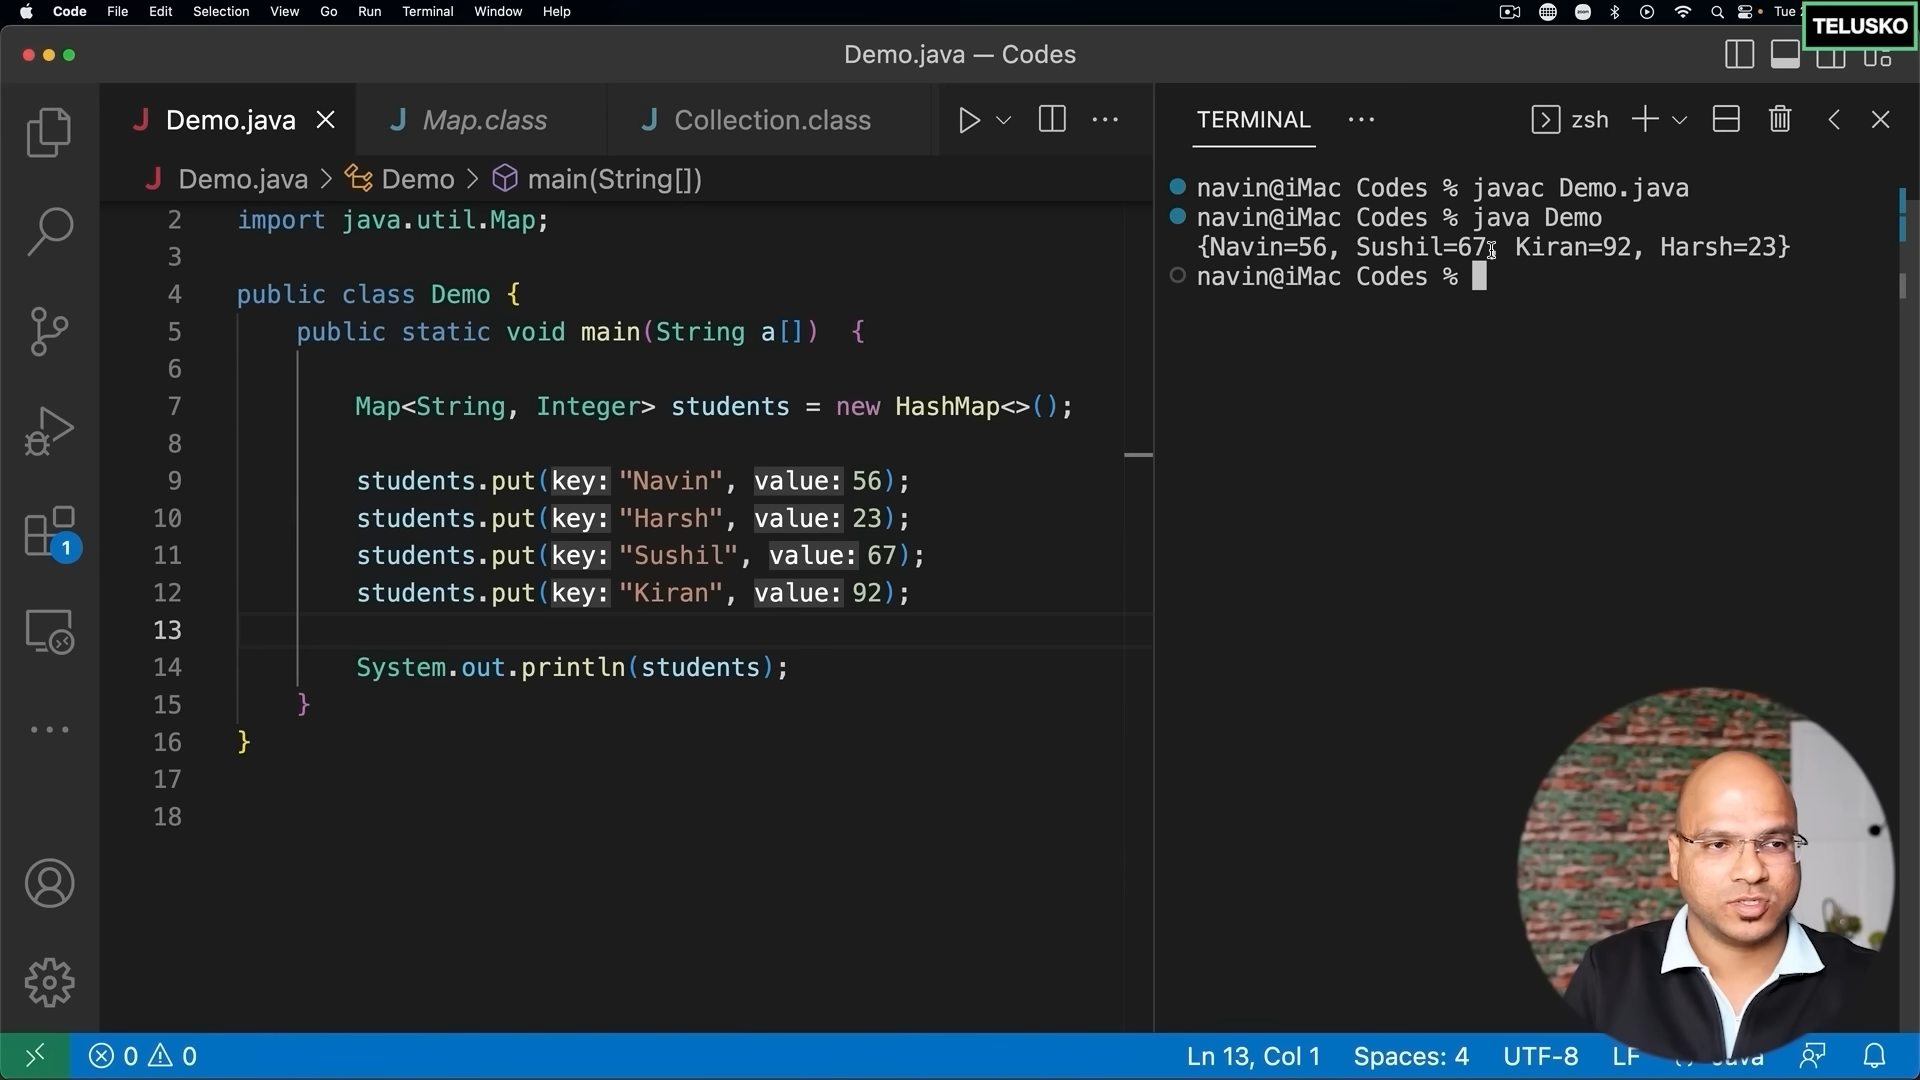 Code File Edit Selection View Go Run Terminal Window Help
zoom Tue
TELUSKO
Demo.java — Codes
Demo.java Map.class Collection.class
Demo.java > Demo > main(String[])
2 import java.util.Map;
3
4 public class Demo {
5 public static void main(String a[]) {
6
7 Map<String, Integer> students = new HashMap<>();
8
9 students.put(key: "Navin", value: 56);
10 students.put(key: "Harsh", value: 23);
11 students.put(key: "Sushil", value: 67);
12 students.put(key: "Kiran", value: 92);
13
14 System.out.println(students);
15 }
16 }
17
18
1
TERMINAL ··· zsh
navin@iMac Codes % javac Demo.java
navin@iMac Codes % java Demo
{Navin=56, Sushil=67, Kiran=92, Harsh=23}
navin@iMac Codes %
0 0 Ln 13, Col 1 Spaces: 4 UTF-8 LF Java